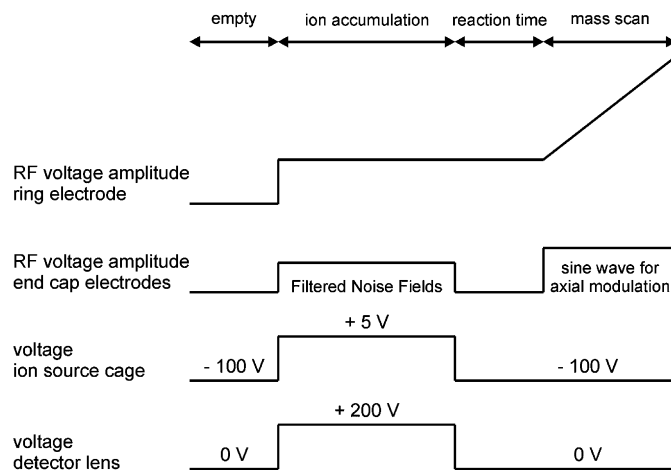 empty ion accumulation reaction time mass scan
RF voltage amplitude
ring electrode
RF voltage amplitude
end cap electrodes
Filtered Noise Fields
sine wave for
axial modulation
voltage
ion source cage
- 100 V
+ 5 V
- 100 V
voltage
detector lens
0 V
+ 200 V
0 V